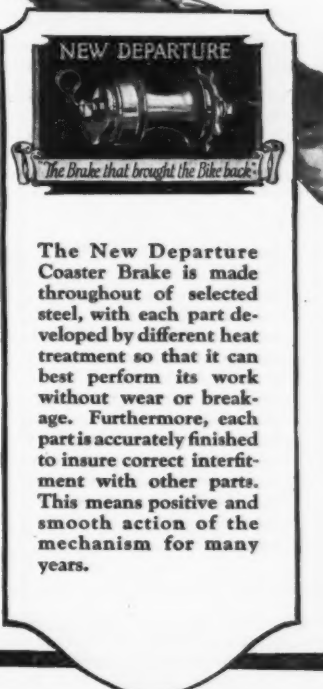 NEW DEPARTURE
"The Brake that brought the Bike back"
The New Departure
Coaster Brake is made
throughout of selected
steel, with each part de-
veloped by different heat
treatment so that it can
best perform its work
without wear or break-
age. Furthermore, each
part is accurately finished
to insure correct interfit-
ment with other parts.
This means positive and
smooth action of the
mechanism for many
years.